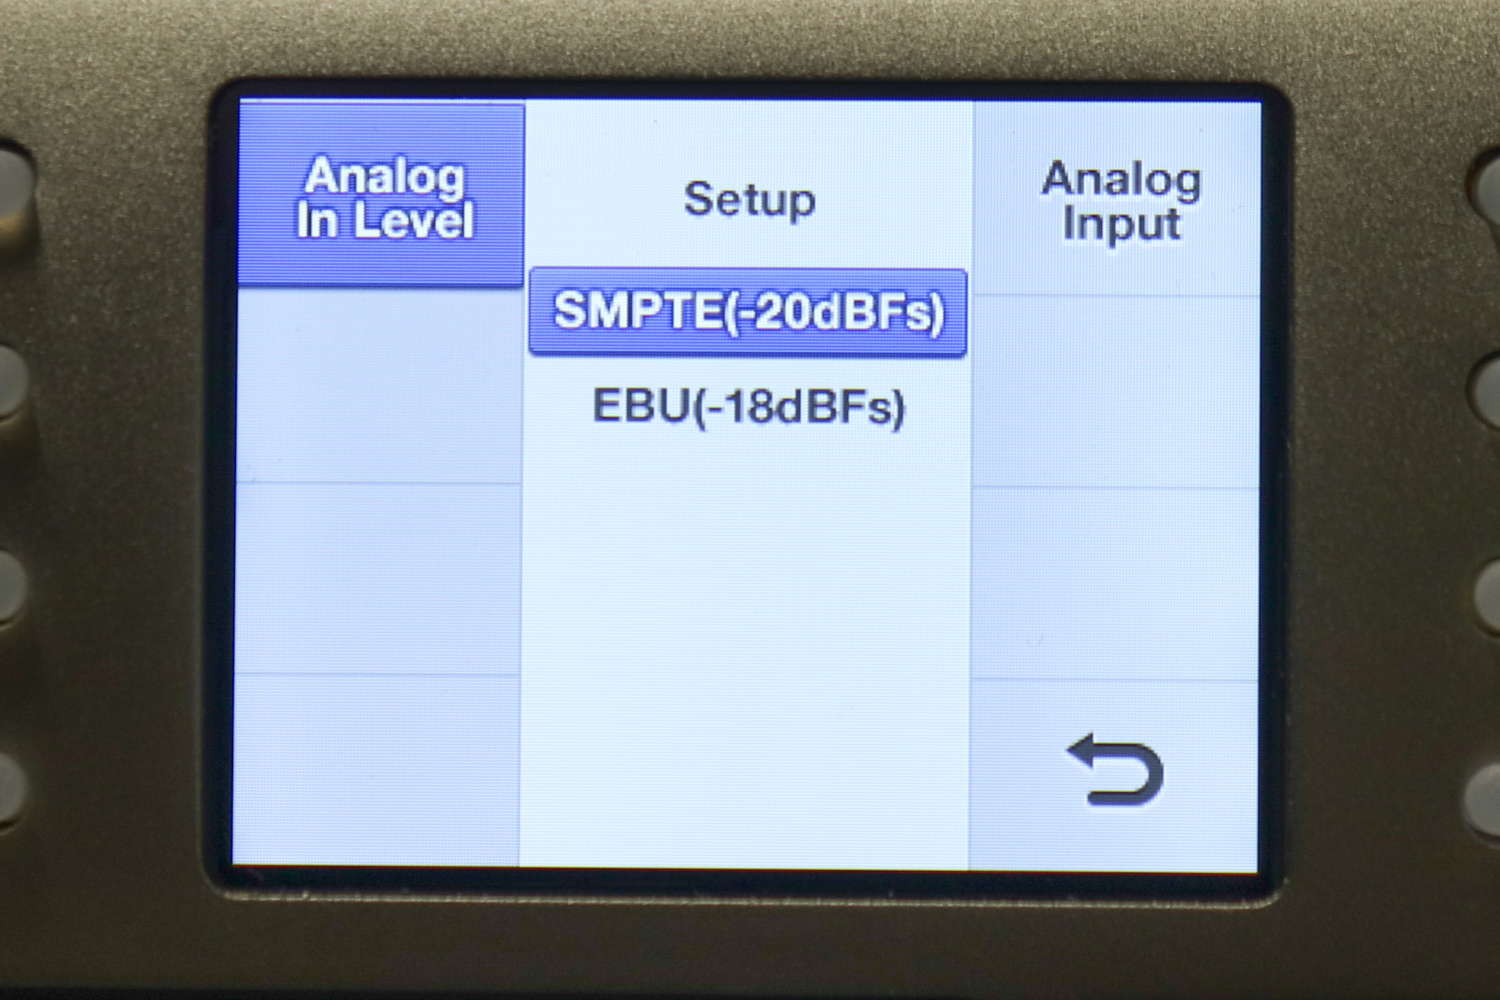 Analog
In Level
Setup
Analog
Input
SMPTE(-20dBFs)
EBU(-18dBFs)